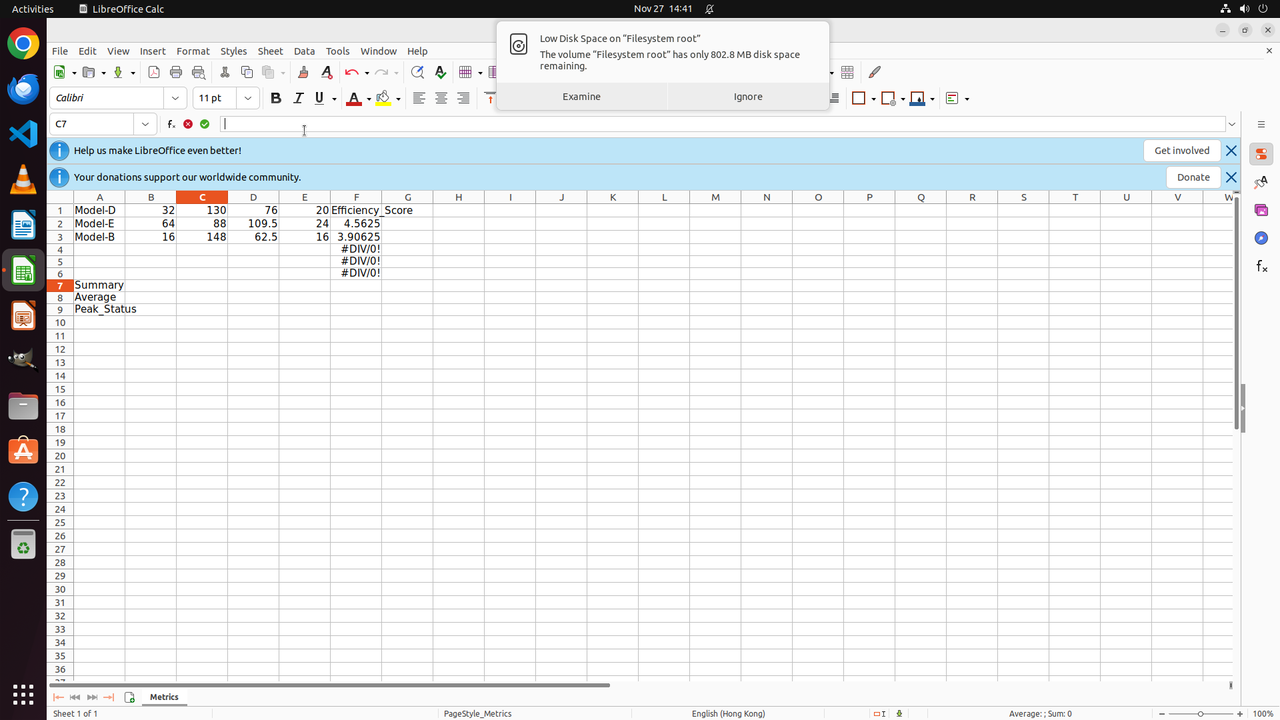 Activities LibreOffice Calc Nov 27 14:41
Low Disk Space on “Filesystem root”
The volume “Filesystem root” has only 802.8 MB disk space
remaining.
Examine Ignore
File Edit View Insert Format Styles Sheet Data Tools Window Help
Calibri 11 pt
C7
Help us make LibreOffice even better! Get involved
Your donations support our worldwide community. Donate
A B C D E F G H I J K L M N O P Q R S T U V W
1 Model-D 32 130 76 20 Efficiency_Score
2 Model-E 64 88 109.5 24 4.5625
3 Model-B 16 148 62.5 16 3.90625
4 #DIV/0!
5 #DIV/0!
6 #DIV/0!
7 Summary
8 Average
9 Peak_Status
10
11
12
13
14
15
16
17
18
19
20
21
22
23
24
25
26
27
28
29
30
31
32
33
34
35
36
Metrics
Sheet 1 of 1 PageStyle_Metrics English (Hong Kong) Average: ; Sum: 0 100%